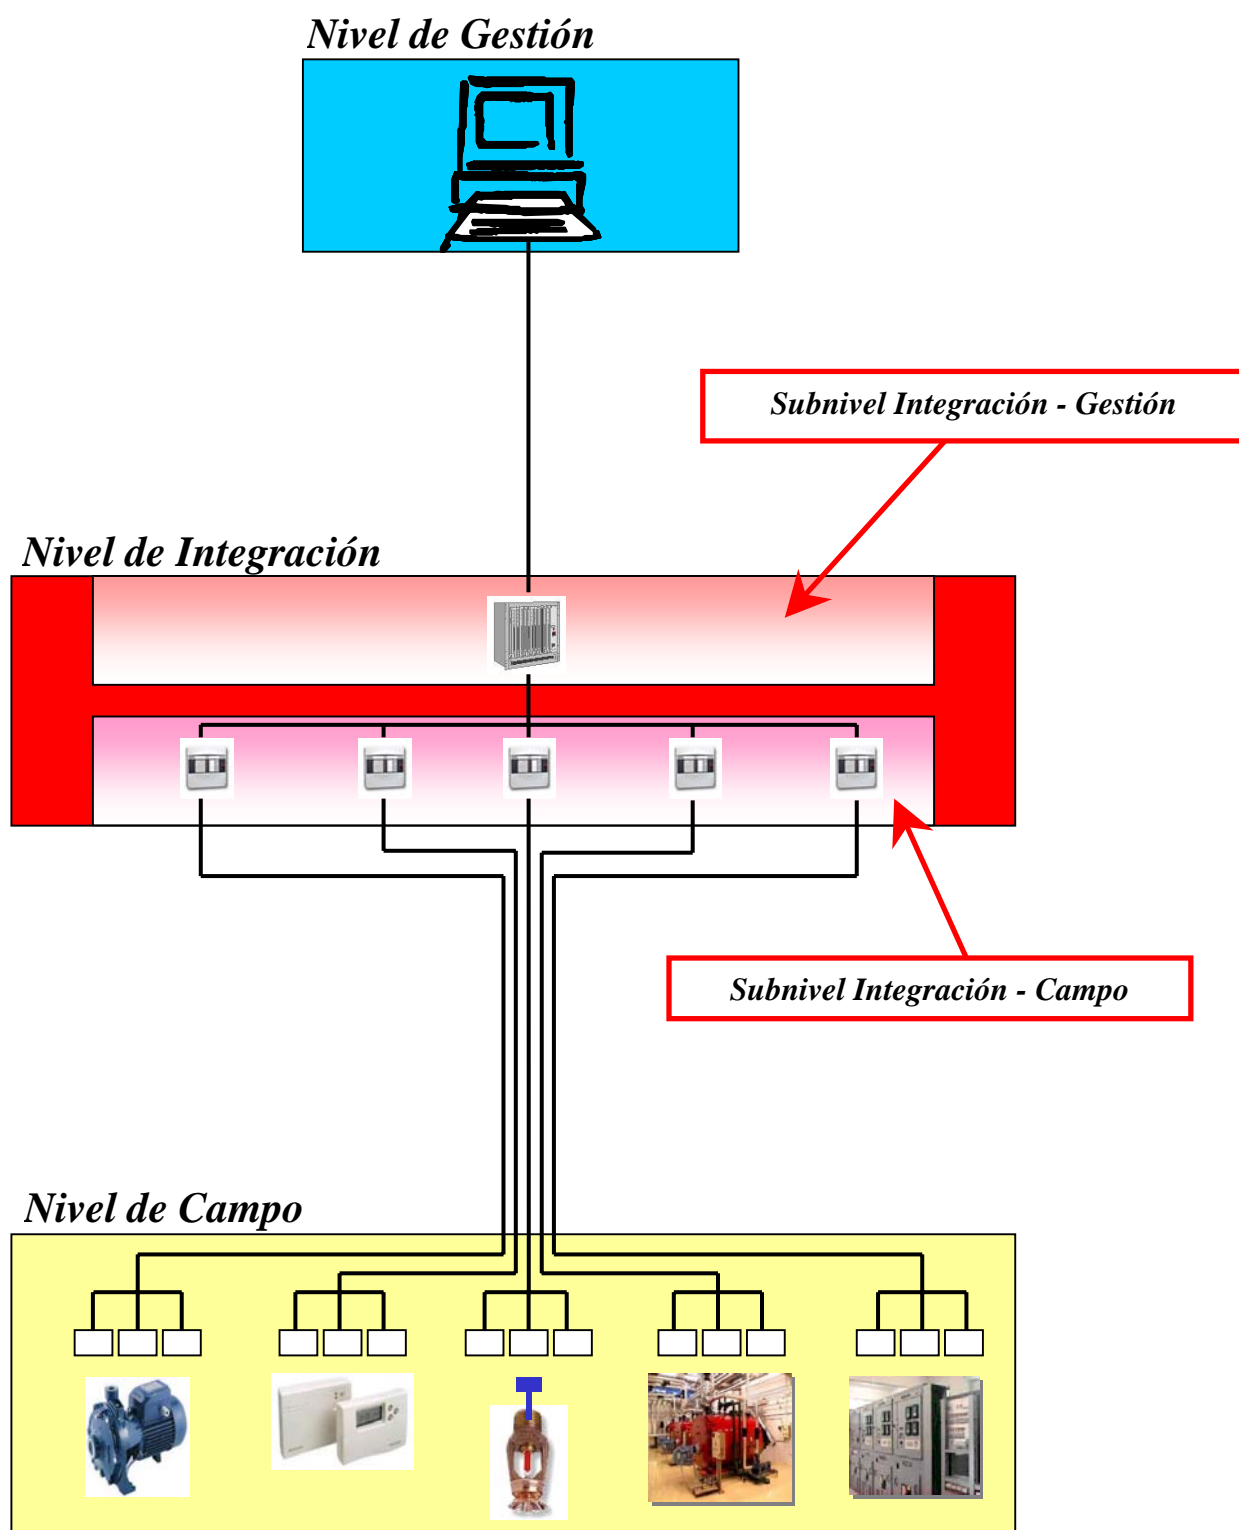 Nivel de Gestión
Subnivel Integración - Gestión
Nivel de Integración
Subnivel Integración - Campo
Nivel de Campo